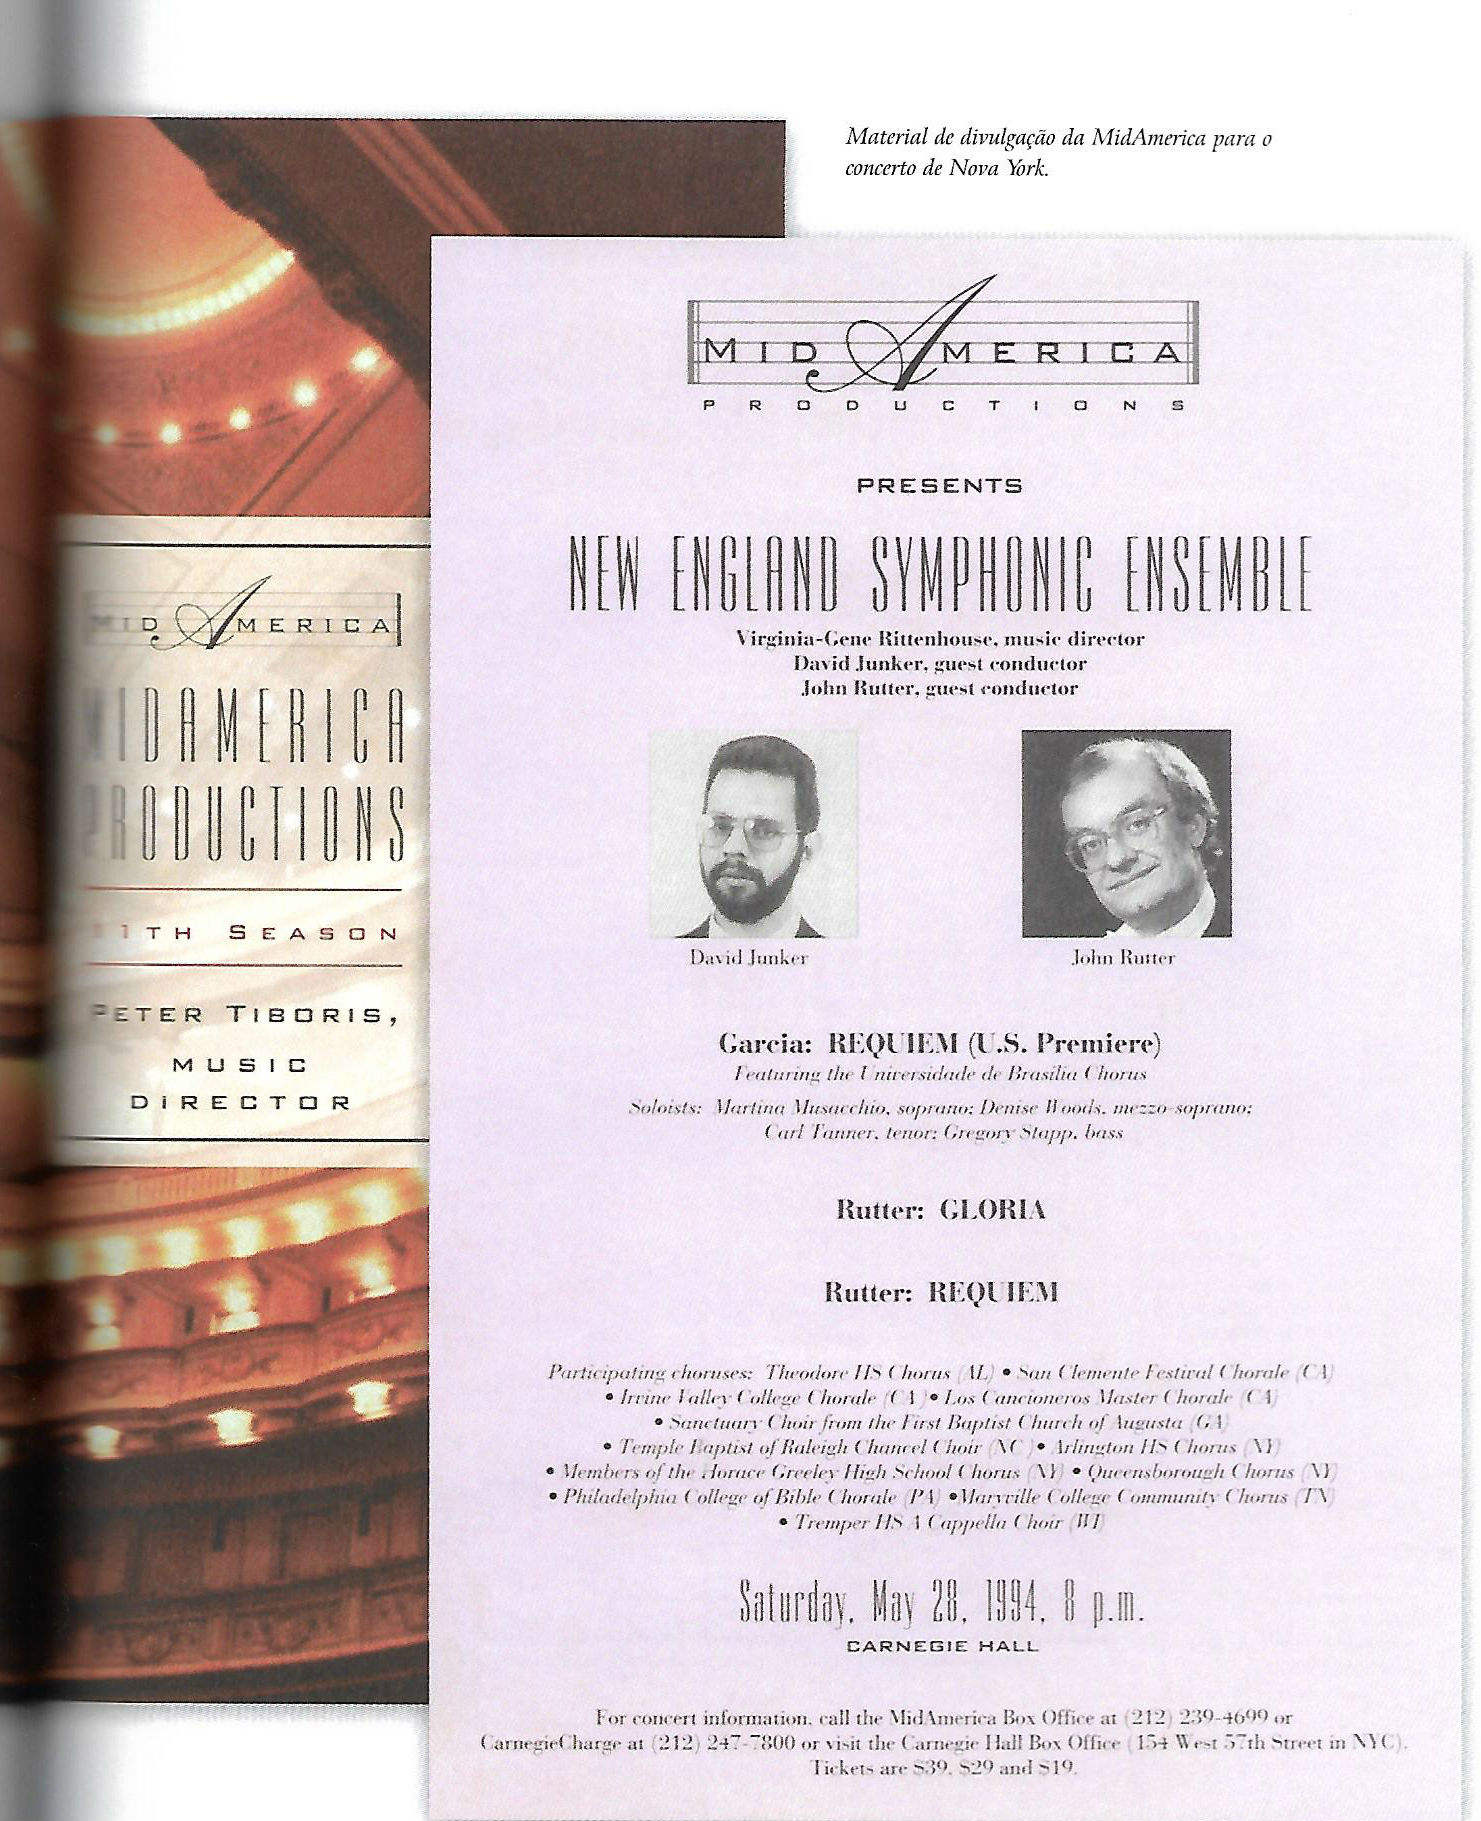 Material de divulgação da MidAmerica para o
concerto de Nova York.
MID AMERICA
PRODUCTIONS
PRESENTS
NEW ENGLAND SYMPHONIC ENSEMBLE
Virginia-Gene Rittenhouse, music director
David Junker, guest conductor
John Rutter, guest conductor
David Junker
John Rutter
Garcia: REQUIEM (U.S. Premiere)
Featuring the Universidade de Brasilia Chorus
Soloists: Martina Musacchio, soprano; Denise Woods, mezzo-soprano;
Carl Tanner, tenor; Gregory Stapp, bass
Rutter: GLORIA
Rutter: REQUIEM
Participating choruses: Theodore HS Chorus (AL) • San Clemente Festival Chorale (CA)
• Irvine Valley College Chorale (CA ) • Los Cancioneros Master Chorale (CA)
• Sanctuary Choir from the First Baptist Church of Augusta (GA)
• Temple Baptist of Raleigh Chancel Choir (NC ) • Arlington HS Chorus (NY)
• Members of the Horace Greeley High School Chorus (NY) • Queensborough Chorus (NY)
• Philadelphia College of Bible Chorale (PA) •Maryville College Community Chorus (TN)
• Tremper HS A Cappella Choir (WI)
Saturday, May 28, 1994, 8 p.m.
CARNEGIE HALL
For concert information, call the MidAmerica Box Office at (212) 239-4699 or
CarnegieCharge at (212) 247-7800 or visit the Carnegie Hall Box Office (154 West 57th Street in NYC).
Tickets are $39, $29 and $19.
MID AMERICA
MIDAMERICA
PRODUCTIONS
11TH SEASON
PETER TIBORIS,
MUSIC
DIRECTOR